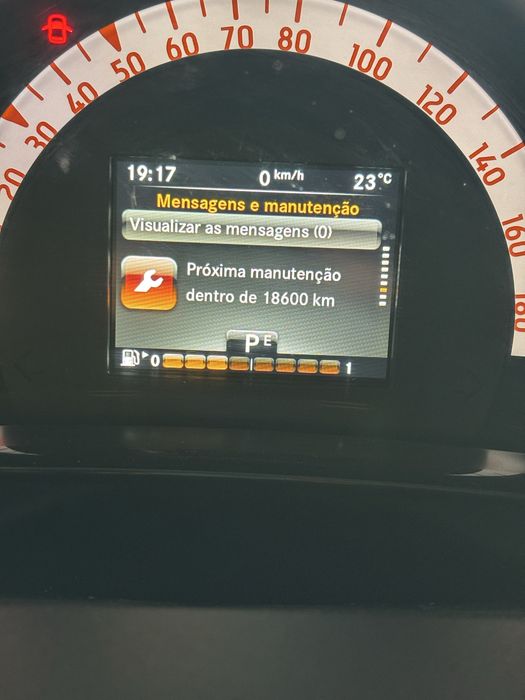 20 30 40 50 60 70 80 100 120 140 160 180
19:17 0 km/h 23°C
Mensagens e manutenção
Visualizar as mensagens (0)
Próxima manutenção
dentro de 18600 km
P E
0 1